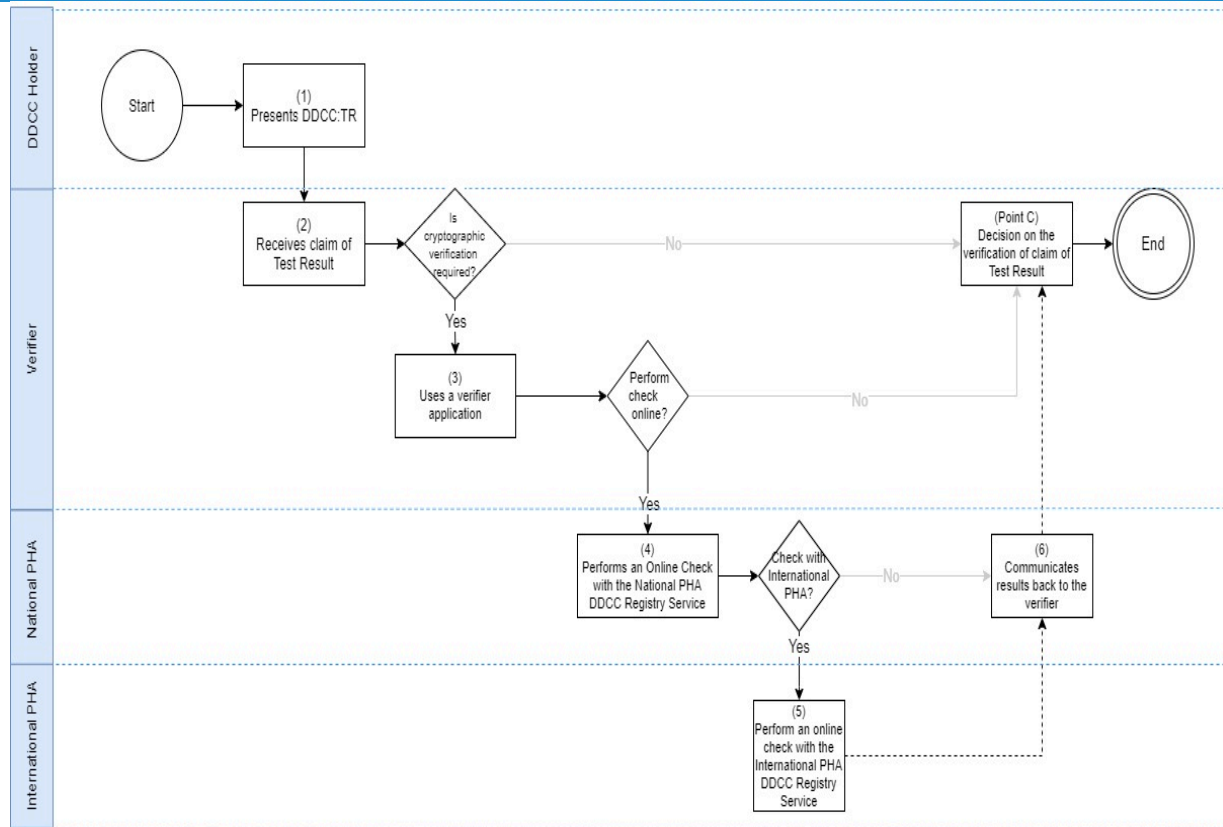 DDCC Holder
Start
(1)
Presents DDCC:TR
Verifier
(2)
Receives claim of
Test Result
Is
cryptographic
verification
required?
No
(Point C)
Decision on the
verification of claim of
Test Result
End
Yes
(3)
Uses a verifier
application
Perform
check
online?
No
Yes
National PHA
(4)
Performs an Online Check
with the National PHA
DDCC Registry Service
Check with
International
PHA?
No
(6)
Communicates
results back to the
verifier
Yes
International PHA
(5)
Perform an online
check with the
International PHA
DDCC Registry
Service